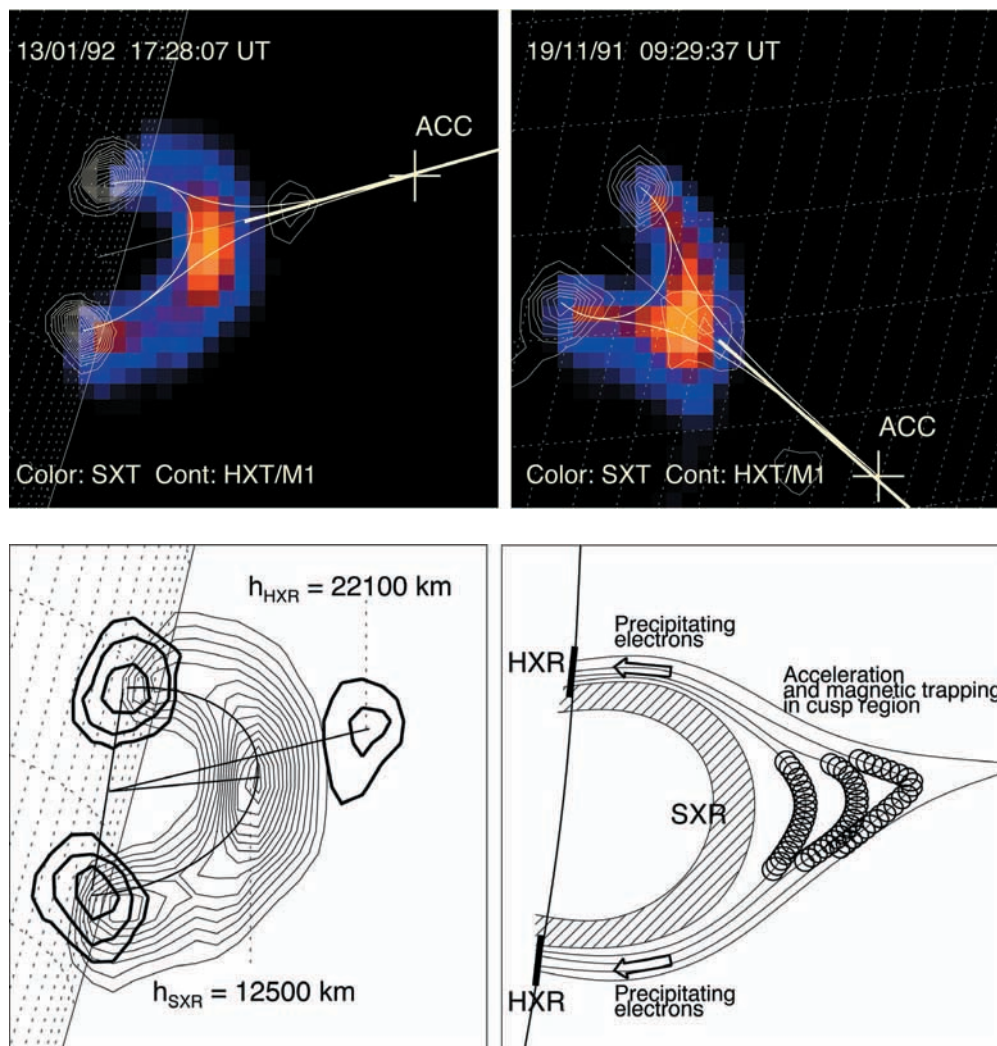 13/01/92 17:28:07 UT
ACC
Color: SXT Cont: HXT/M1
19/11/91 09:29:37 UT
ACC
Color: SXT Cont: HXT/M1
h_HXR = 22100 km
h_SXR = 12500 km
Precipitating
electrons
HXR
Acceleration
and magnetic trapping
in cusp region
SXR
HXR
Precipitating
electrons